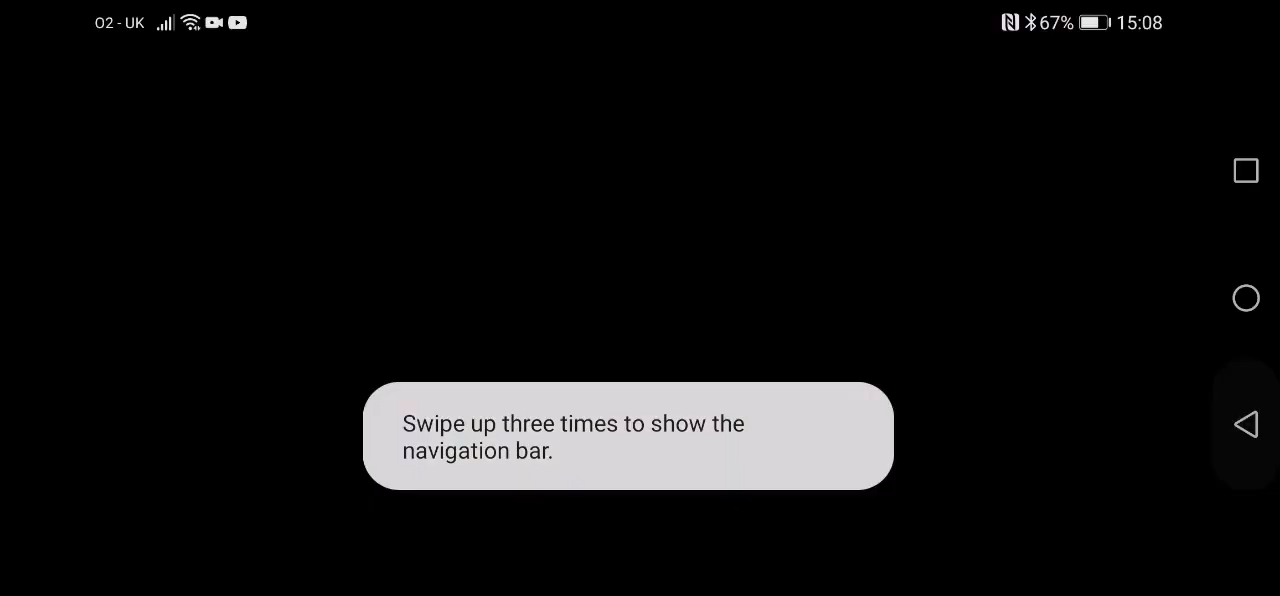 O2 - UK 67% 15:08
Swipe up three times to show the
navigation bar.